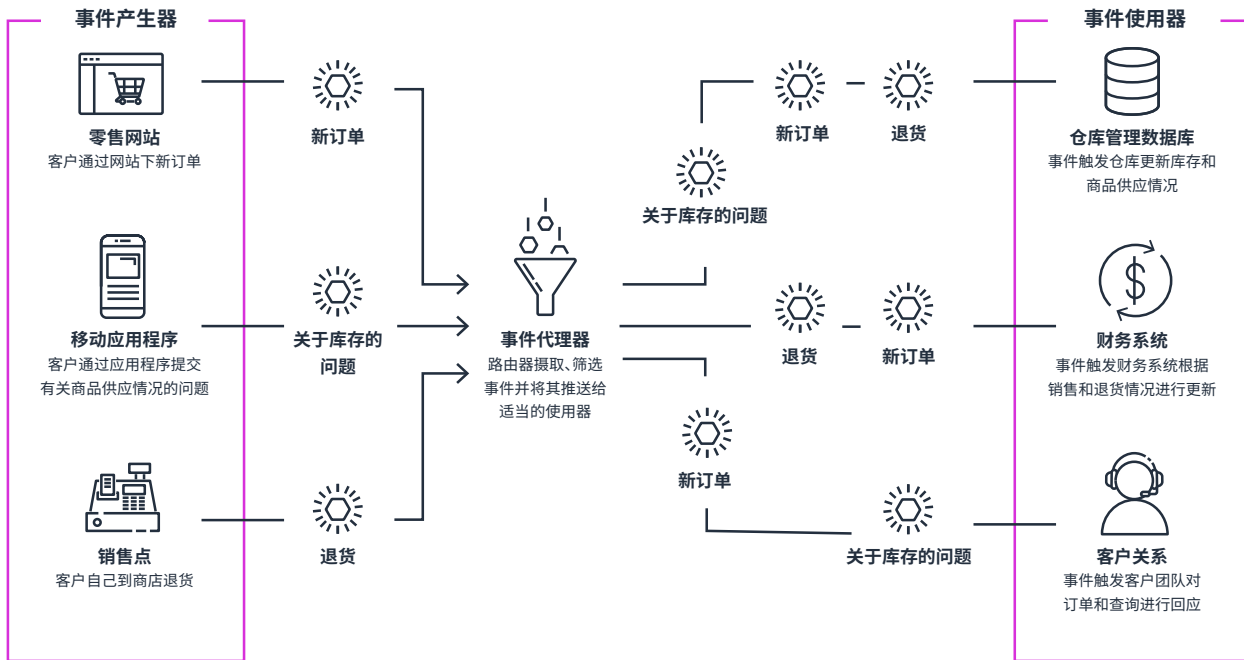 事件产生器
零售网站
客户通过网站下新订单
移动应用程序
客户通过应用程序提交
有关商品供应情况的问题
销售点
客户自己到商店退货
新订单
关于库存的
问题
退货
事件代理器
路由器摄取、筛选
事件并将其推送给
适当的使用器
关于库存的问题
新订单
退货
退货
新订单
新订单
关于库存的问题
事件使用器
仓库管理数据库
事件触发仓库更新库存和
商品供应情况
财务系统
事件触发财务系统根据
销售和退货情况进行更新
客户关系
事件触发客户团队对
订单和查询进行回应